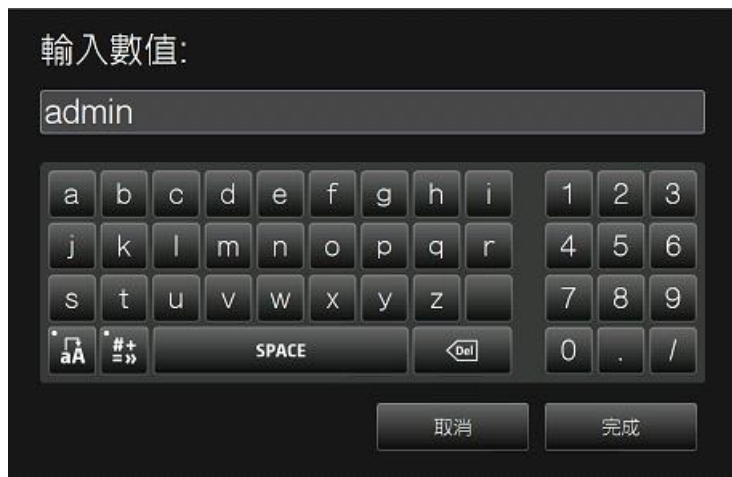 輸入數值:
admin
a b c d e f g h i 1 2 3
j k l m n o p q r 4 5 6
s t u v w x y z 7 8 9
aA #+=» SPACE Del 0 . /
取消 完成